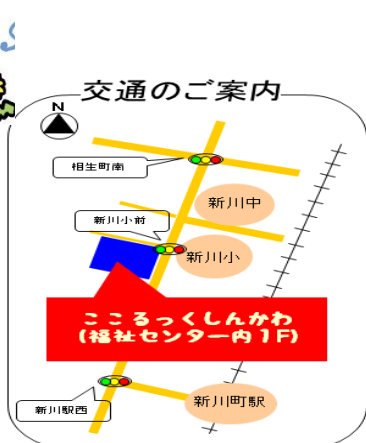 交通のご案内
N
相生町南
新川中
新川小前
新川小
こころっくしんかわ
(福祉センター内1F)
新川駅西
新川町駅